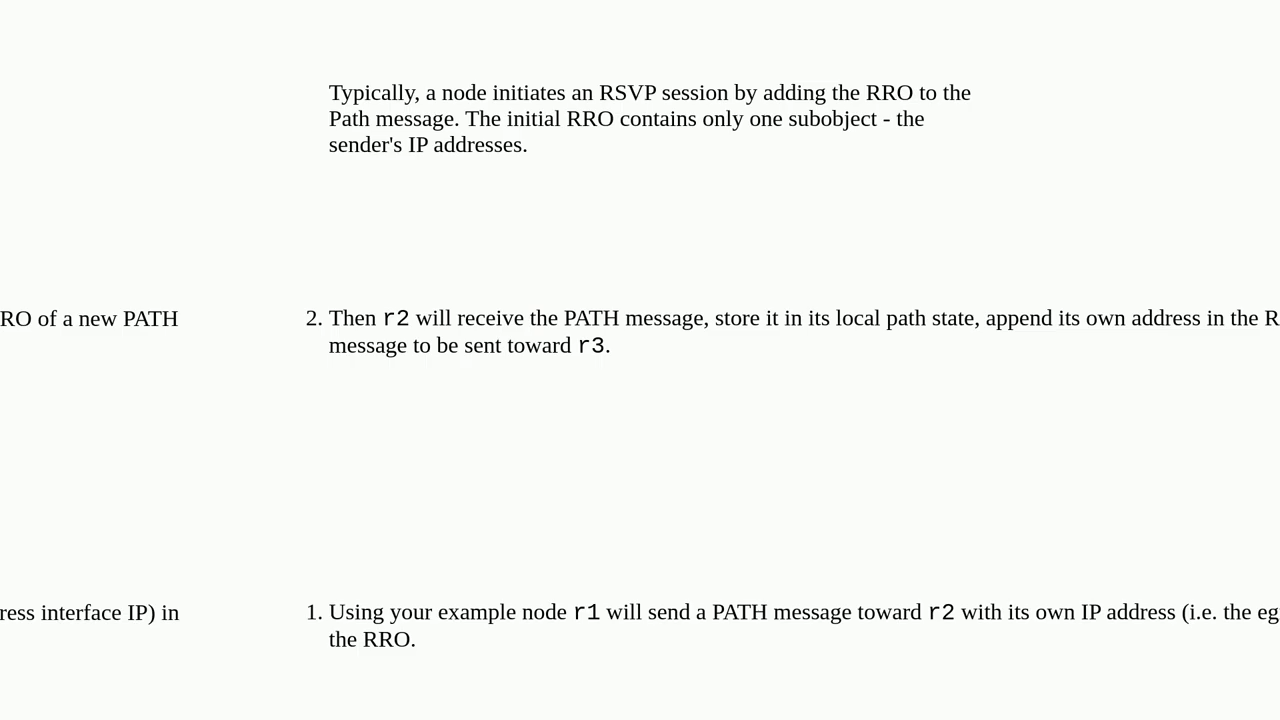 Typically, a node initiates an RSVP session by adding the RRO to the
Path message. The initial RRO contains only one subobject - the
sender's IP addresses.
RO of a new PATH
2. Then r2 will receive the PATH message, store it in its local path state, append its own address in the R
message to be sent toward r3.
ress interface IP) in
1. Using your example node r1 will send a PATH message toward r2 with its own IP address (i.e. the eg
the RRO.